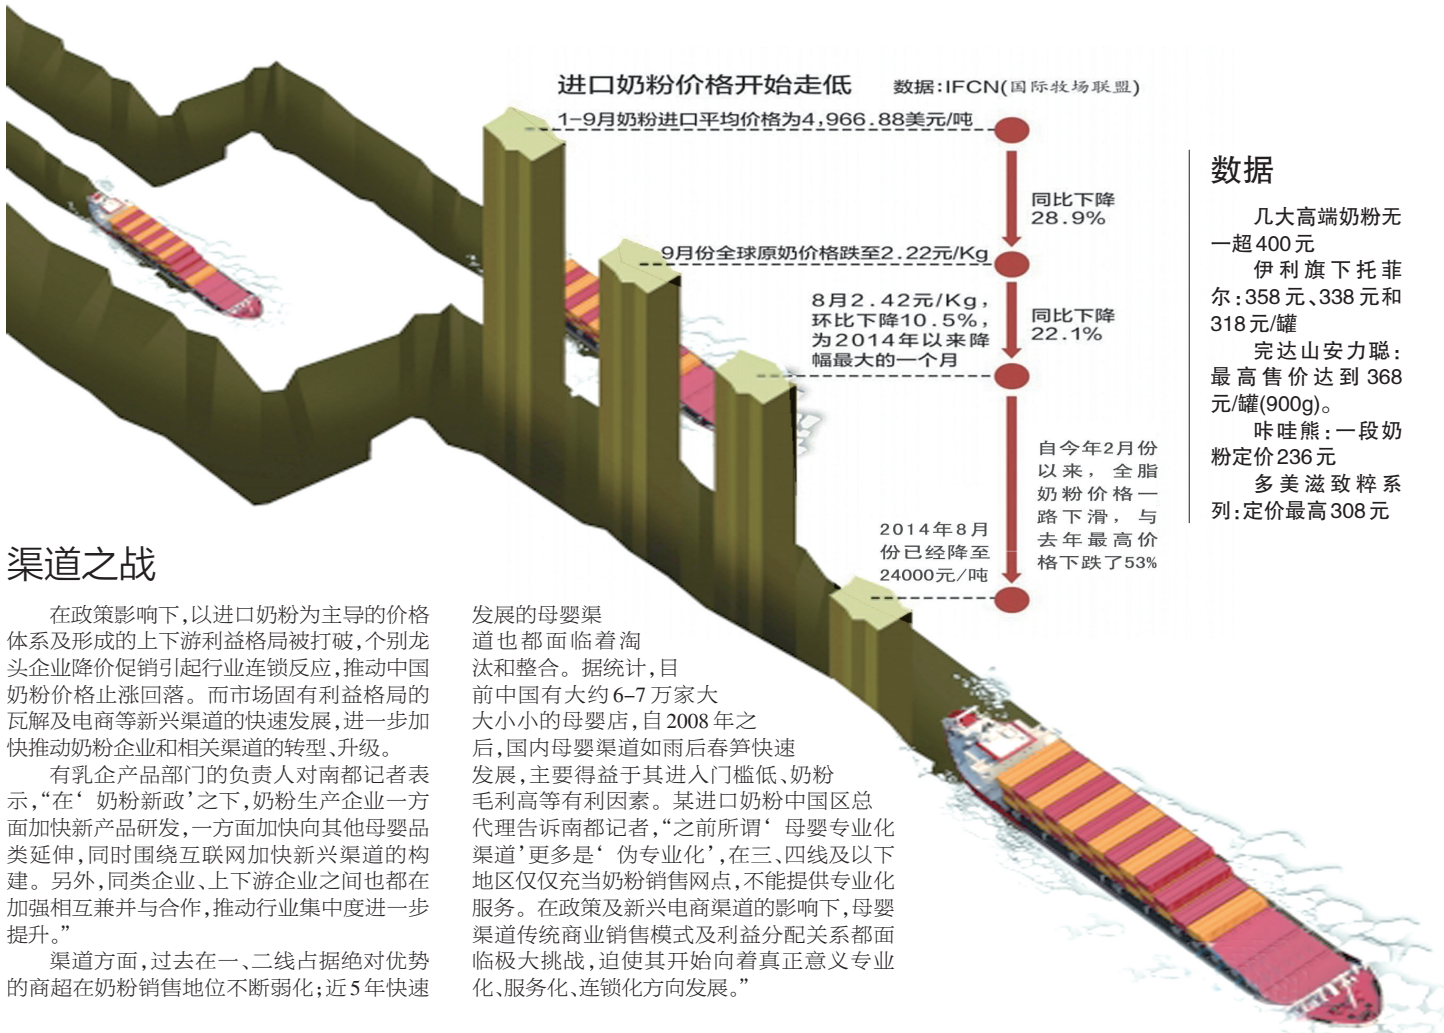 进口奶粉价格开始走低 数据:IFCN(国际牧场联盟)
1-9月奶粉进口平均价格为4,966.88美元/吨
同比下降
28.9%
9月份全球原奶价格跌至2.22元/Kg
8月2.42元/Kg，
环比下降10.5%，
为2014年以来降
幅最大的一个月
同比下降
22.1%
自今年2月份
以来，全脂
奶粉价格一
路下滑，与
去年最高价
格下跌了53%
2014年8月
份已经降至
24000元/吨
数据
几大高端奶粉无
一超400元
伊利旗下托菲
尔:358元、338元和
318元/罐
完达山安力聪:
最高售价达到368
元/罐(900g)。
咔哇熊:一段奶
粉定价236元
多美滋致粹系
列:定价最高308元
渠道之战
在政策影响下,以进口奶粉为主导的价格
体系及形成的上下游利益格局被打破,个别龙
头企业降价促销引起行业连锁反应,推动中国
奶粉价格止涨回落。而市场固有利益格局的
瓦解及电商等新兴渠道的快速发展,进一步加
快推动奶粉企业和相关渠道的转型、升级。
有乳企产品部门的负责人对南都记者表
示,“在‘奶粉新政’之下,奶粉生产企业一方
面加快新产品研发,一方面加快向其他母婴品
类延伸,同时围绕互联网加快新兴渠道的构
建。另外,同类企业、上下游企业之间也都在
加强相互兼并与合作,推动行业集中度进一步
提升。”
渠道方面,过去在一、二线占据绝对优势
的商超在奶粉销售地位不断弱化;近5年快速
发展的母婴渠
道也都面临着淘
汰和整合。据统计,目
前中国有大约6-7万家大
大小小的母婴店,自2008年之
后,国内母婴渠道如雨后春笋快速
发展,主要得益于其进入门槛低、奶粉
毛利高等有利因素。某进口奶粉中国区总
代理告诉南都记者,“之前所谓‘母婴专业化
渠道’更多是‘伪专业化’,在三、四线及以下
地区仅仅充当奶粉销售网点,不能提供专业化
服务。在政策及新兴电商渠道的影响下,母婴
渠道传统商业销售模式及利益分配关系都面
临极大挑战,迫使其开始向着真正意义专业
化、服务化、连锁化方向发展。”